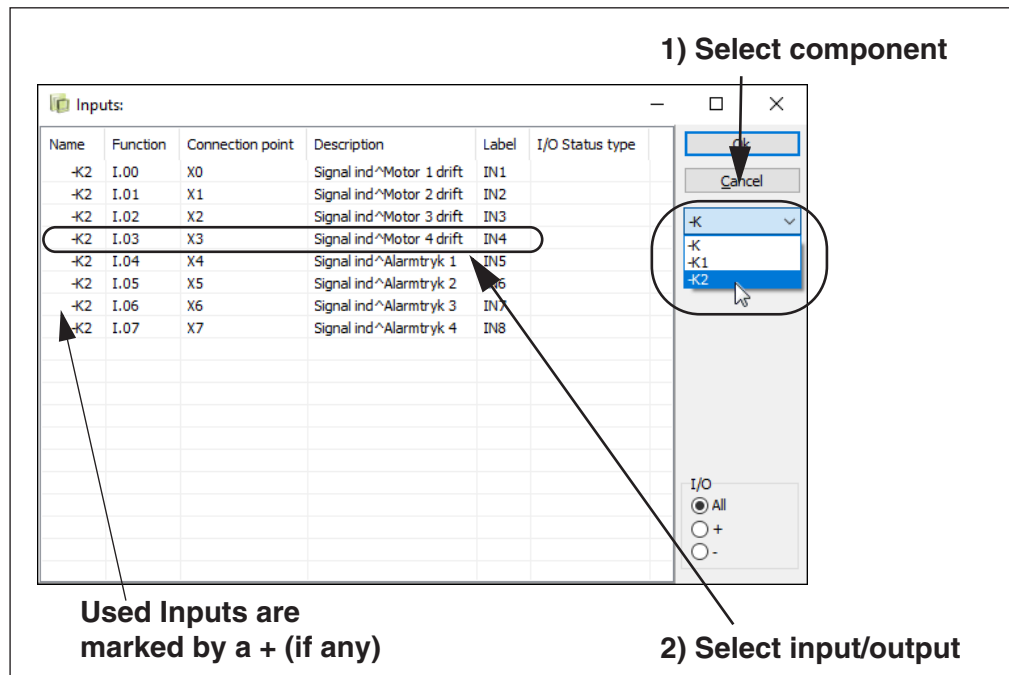 1) Select component
Inputs:
Name Function Connection point Description Label I/O Status type
-K2 I.00 X0 Signal ind^Motor 1 drift IN1
-K2 I.01 X1 Signal ind^Motor 2 drift IN2
-K2 I.02 X2 Signal ind^Motor 3 drift IN3
-K2 I.03 X3 Signal ind^Motor 4 drift IN4
-K2 I.04 X4 Signal ind^Alarmtryk 1 IN5
-K2 I.05 X5 Signal ind^Alarmtryk 2 IN6
-K2 I.06 X6 Signal ind^Alarmtryk 3 IN7
-K2 I.07 X7 Signal ind^Alarmtryk 4 IN8
Ok
Cancel
-K
-K
-K1
-K2
I/O
All
+
-
Used Inputs are
marked by a + (if any)
2) Select input/output